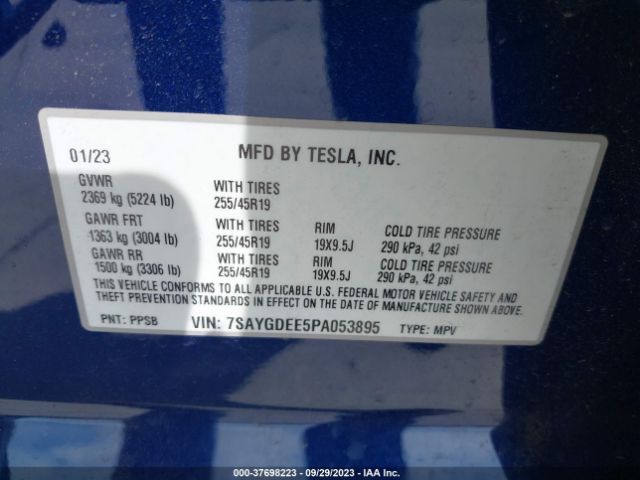 01/23 MFD BY TESLA, INC.
GVWR WITH TIRES
2369 kg (5224 lb) 255/45R19
GAWR FRT WITH TIRES RIM COLD TIRE PRESSURE
1363 kg (3004 lb) 255/45R19 19X9.5J 290 kPa, 42 psi
GAWR RR WITH TIRES RIM COLD TIRE PRESSURE
1500 kg (3306 lb) 255/45R19 19X9.5J 290 kPa, 42 psi
THIS VEHICLE CONFORMS TO ALL APPLICABLE U.S. FEDERAL MOTOR VEHICLE SAFETY AND
THEFT PREVENTION STANDARDS IN EFFECT ON THE DATE OF MANUFACTURE SHOWN ABOVE.
PNT: PPSB VIN: 7SAYGDEE5PA053895 TYPE: MPV
000-37698223 - 09/29/2023 - IAA Inc.